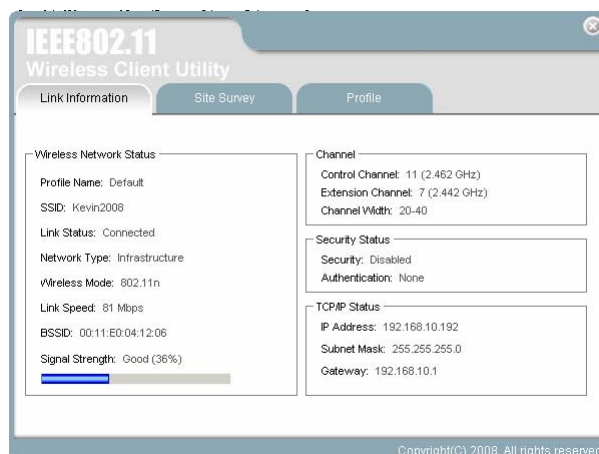 IEEE802.11
Wireless Client Utility
Link Information
Site Survey
Profile
Wireless Network Status
Profile Name: Default
SSID: Kevin2008
Link Status: Connected
Network Type: Infrastructure
Wireless Mode: 802.11n
Link Speed: 81 Mbps
BSSID: 00:11:E0:04:12:06
Signal Strength: Good (36%)
Channel
Control Channel: 11 (2.462 GHz)
Extension Channel: 7 (2.442 GHz)
Channel Width: 20-40
Security Status
Security: Disabled
Authentication: None
TCP/IP Status
IP Address: 192.168.10.192
Subnet Mask: 255.255.255.0
Gateway: 192.168.10.1
Copyright(C) 2008. All rights reserved